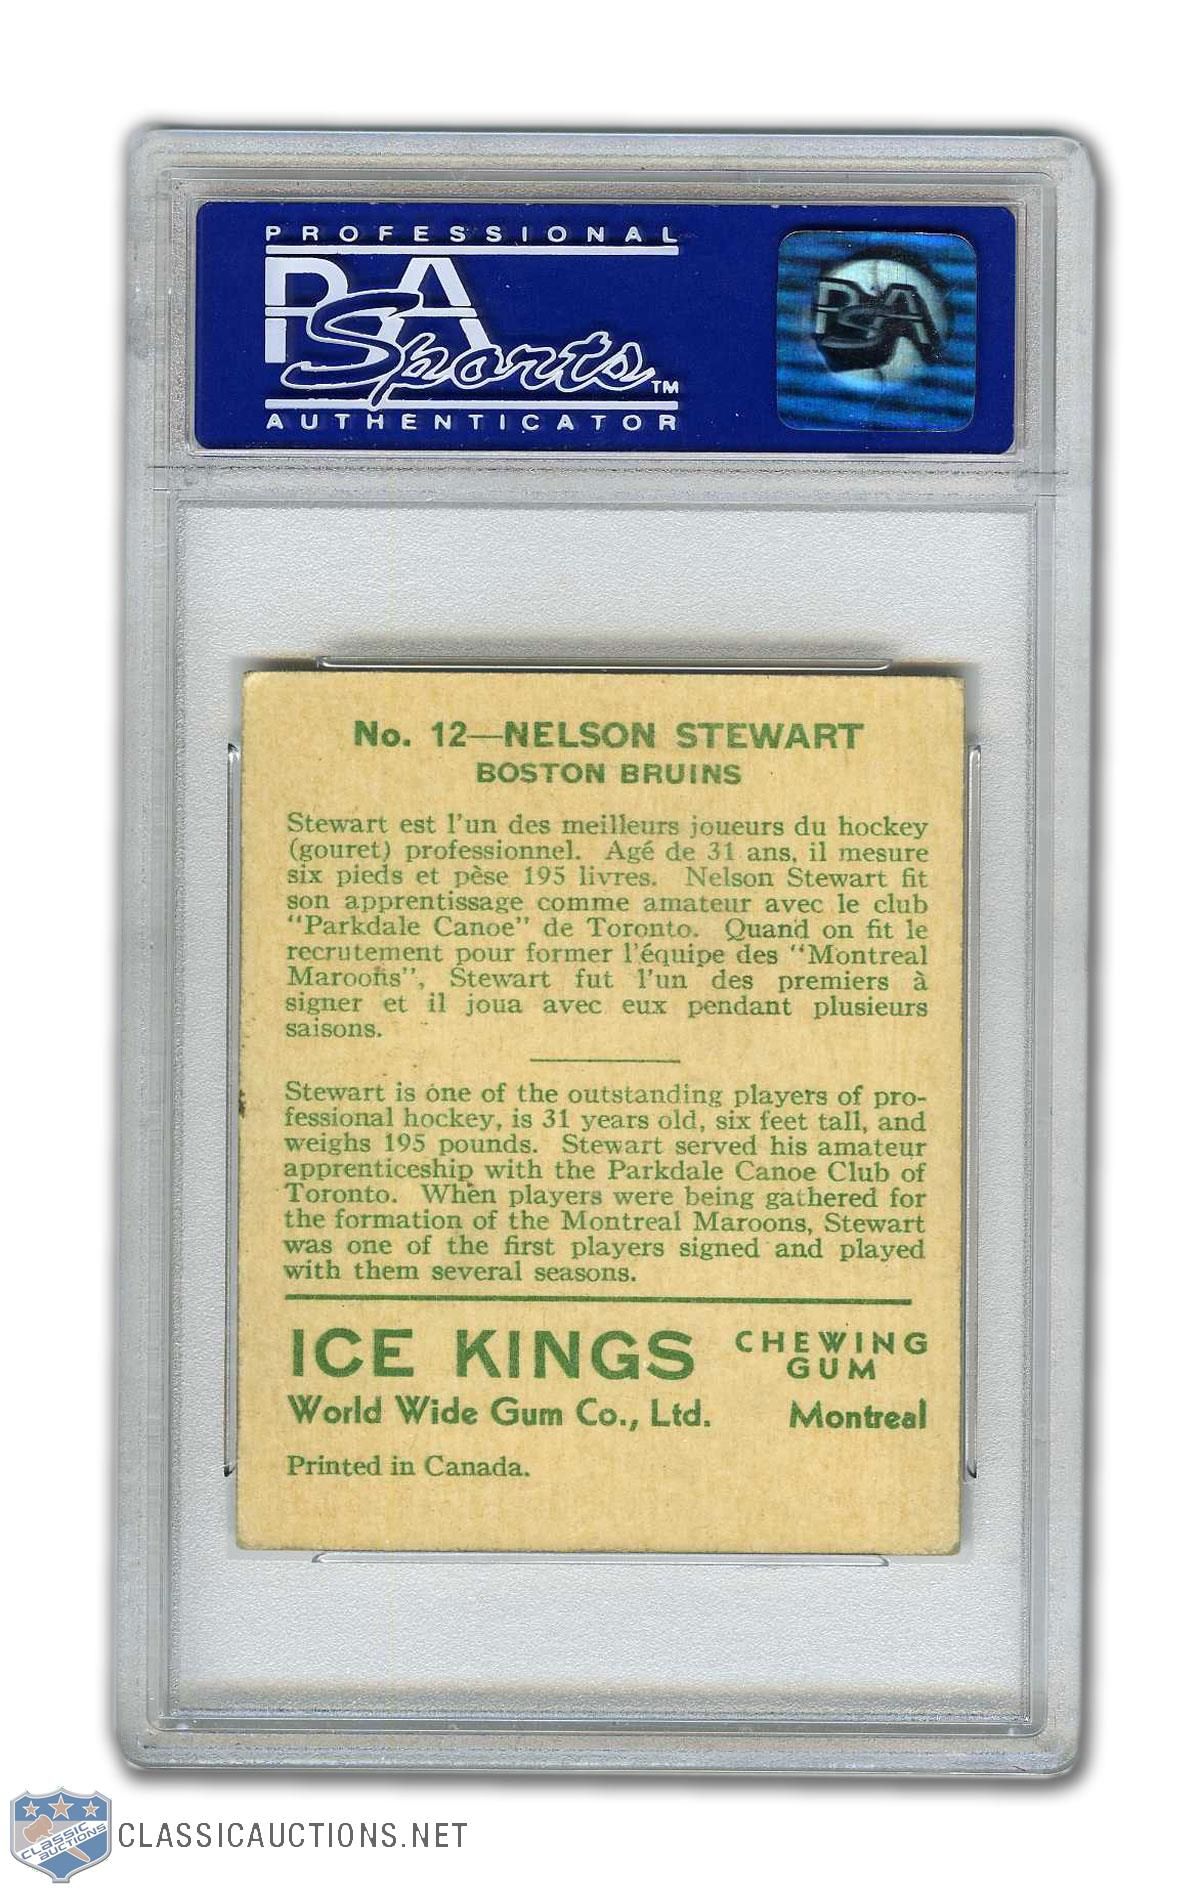 PROFESSIONAL
PSA
Sports™
AUTHENTICATOR
PSA
No. 12—NELSON STEWART
BOSTON BRUINS
Stewart est l'un des meilleurs joueurs du hockey
(gouret) professionnel. Agé de 31 ans, il mesure
six pieds et pèse 195 livres. Nelson Stewart fit
son apprentissage comme amateur avec le club
"Parkdale Canoe" de Toronto. Quand on fit le
recrutement pour former l'équipe des "Montreal
Maroons", Stewart fut l'un des premiers à
signer et il joua avec eux pendant plusieurs
saisons.
Stewart is one of the outstanding players of pro-
fessional hockey, is 31 years old, six feet tall, and
weighs 195 pounds. Stewart served his amateur
apprenticeship with the Parkdale Canoe Club of
Toronto. When players were being gathered for
the formation of the Montreal Maroons, Stewart
was one of the first players signed and played
with them several seasons.
ICE KINGS CHEWING
GUM
World Wide Gum Co., Ltd. Montreal
Printed in Canada.
CLASSIC
AUCTIONS
CLASSICAUCTIONS.NET